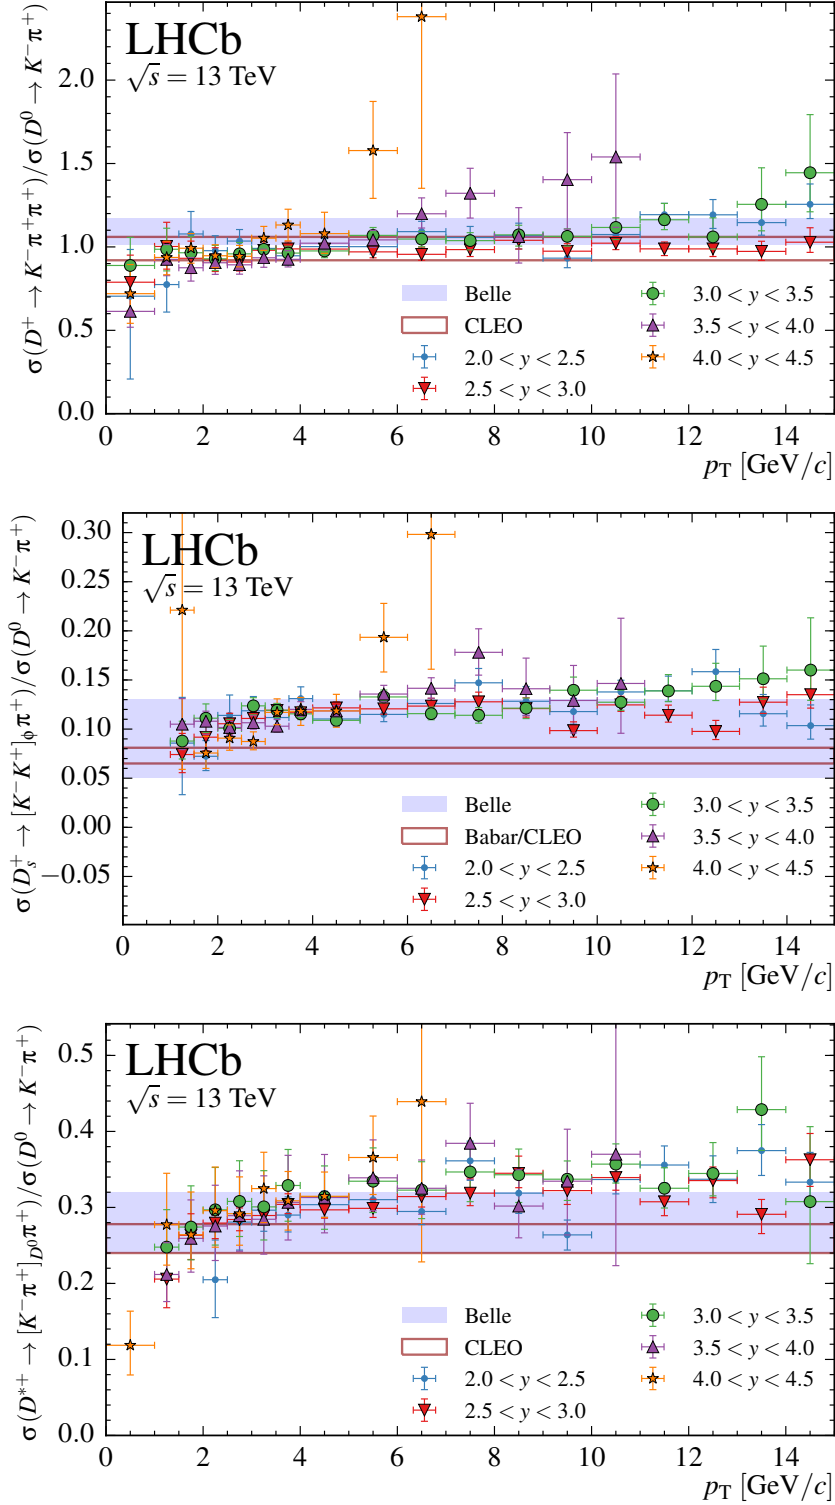 σ(D⁺ → K⁻π⁺π⁺)/σ(D⁰ → K⁻π⁺)
LHCb
√s = 13 TeV
2.0
1.5
1.0
0.5
0.0
Belle
CLEO
2.0 < y < 2.5
2.5 < y < 3.0
3.0 < y < 3.5
3.5 < y < 4.0
4.0 < y < 4.5
0 2 4 6 8 10 12 14
p_T [GeV/c]
σ(D_s⁺ → [K⁻K⁺]_ϕπ⁺)/σ(D⁰ → K⁻π⁺)
LHCb
√s = 13 TeV
0.30
0.25
0.20
0.15
0.10
0.05
0.00
−0.05
Belle
Babar/CLEO
2.0 < y < 2.5
2.5 < y < 3.0
3.0 < y < 3.5
3.5 < y < 4.0
4.0 < y < 4.5
0 2 4 6 8 10 12 14
p_T [GeV/c]
σ(D*⁺ → [K⁻π⁺]_D⁰π⁺)/σ(D⁰ → K⁻π⁺)
LHCb
√s = 13 TeV
0.5
0.4
0.3
0.2
0.1
0.0
Belle
CLEO
2.0 < y < 2.5
2.5 < y < 3.0
3.0 < y < 3.5
3.5 < y < 4.0
4.0 < y < 4.5
0 2 4 6 8 10 12 14
p_T [GeV/c]